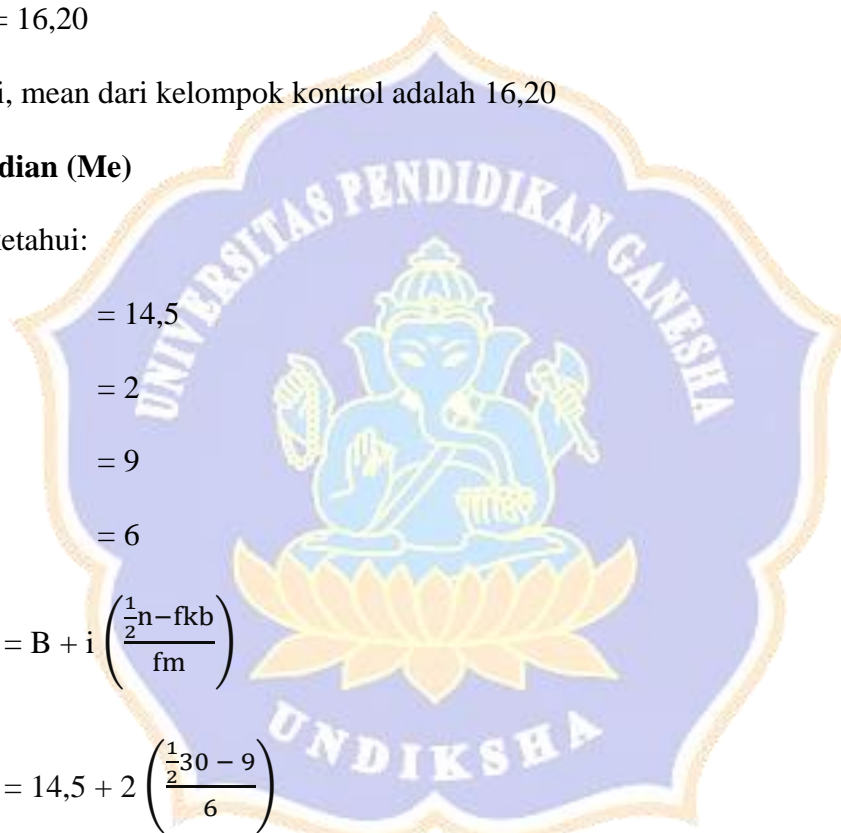 = 16,20
i, mean dari kelompok kontrol adalah 16,20
dian (Me)
etahui:
= 14,5
= 2
= 9
= 6
= B + i (½n−fkb / fm)
= 14,5 + 2 (½30 − 9 / 6)
UNIVERSITAS PENDIDIKAN GANESHA
UNDIKSHA